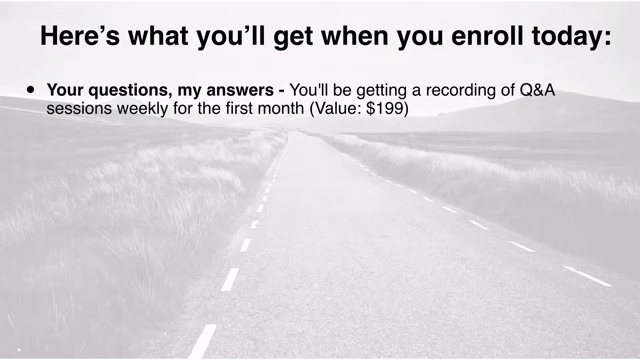 Here’s what you’ll get when you enroll today:
• Your questions, my answers - You'll be getting a recording of Q&A
sessions weekly for the first month (Value: $199)